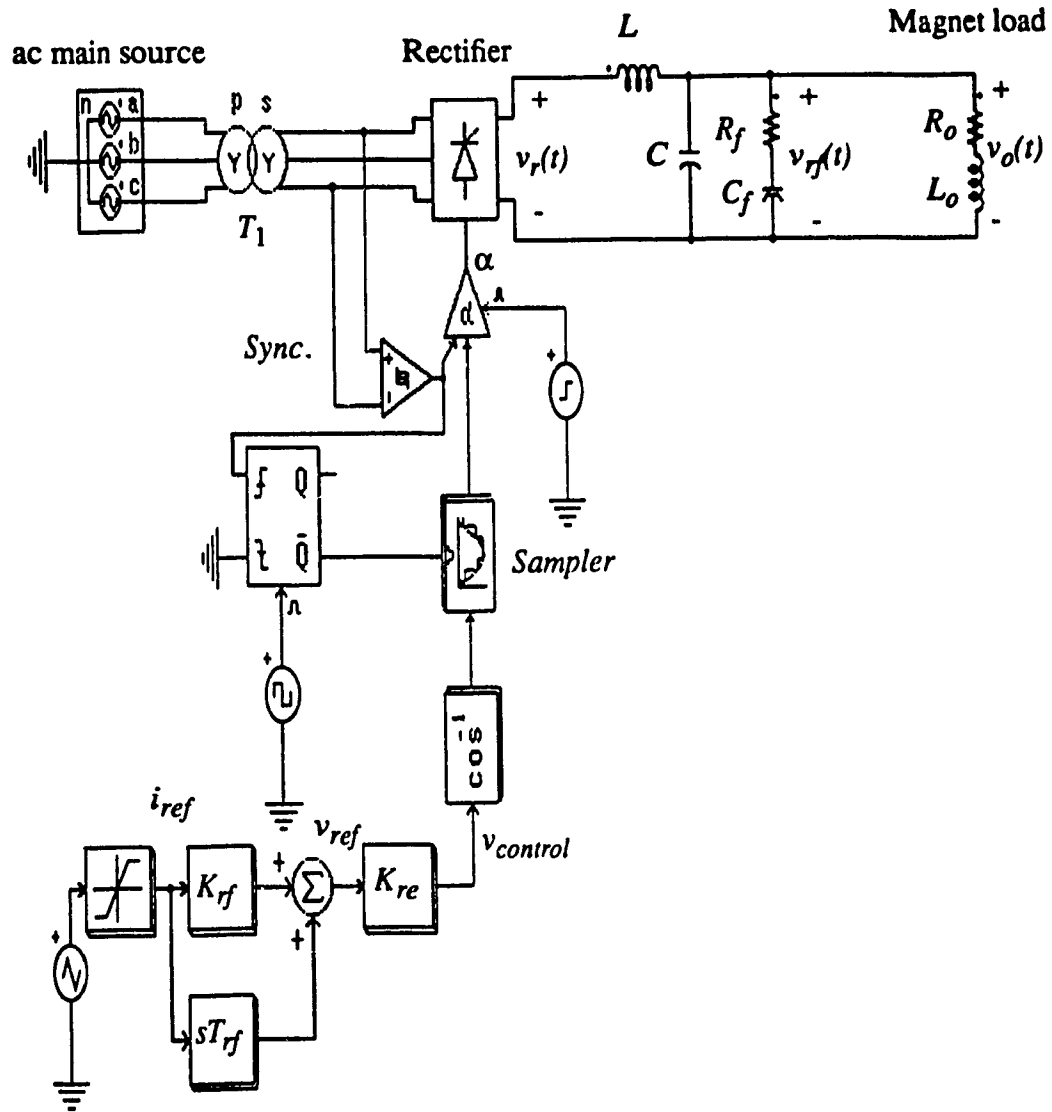 ac main source
Rectifier
L
Magnet load
n a
b
c
p s
Y Y
T1
+
vr(t)
-
C
Rf
Cf
+
vrf(t)
-
Ro
Lo
+
vo(t)
-
α
d
Sync.
+
-
Q
Q̄
+
Sampler
+
cos⁻¹
iref
vref
vcontrol
Krf
+
Σ
+
Kre
+
sTrf